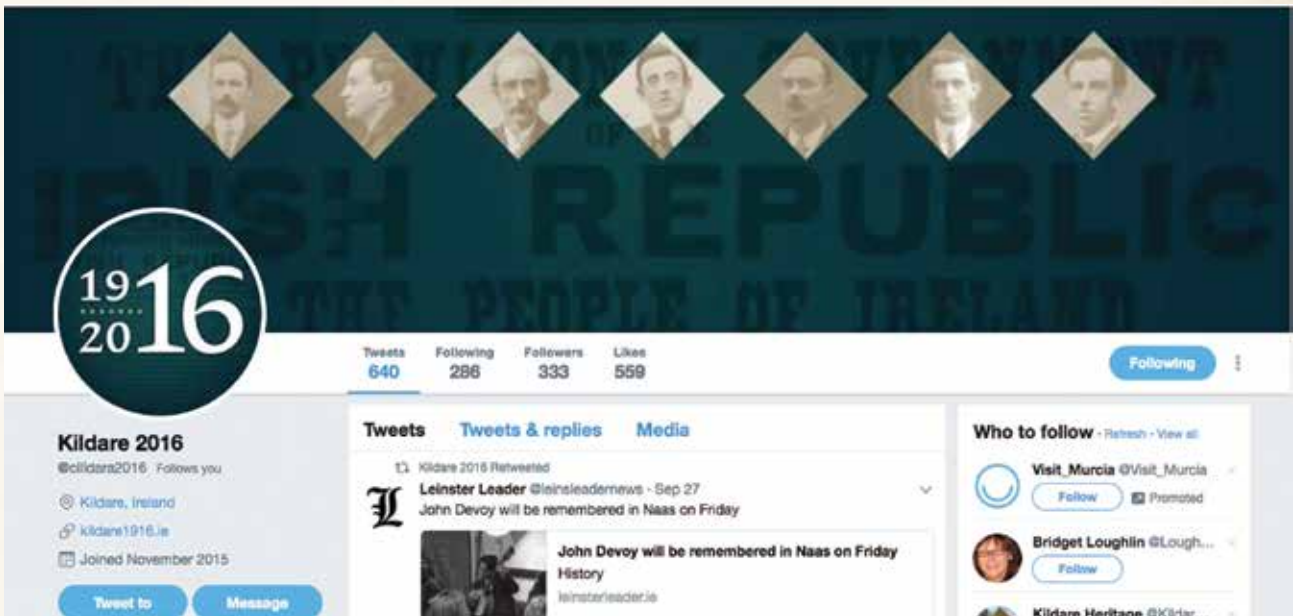 THE PROVISIONAL GOVERNMENT
OF THE
IRISH REPUBLIC
THE PEOPLE OF IRELAND
1916
2016
Tweets Following Followers Likes
640 286 333 559
Following
Kildare 2016
@cilldara2016 Follows you
Kildare, Ireland
kildare1916.ie
Joined November 2015
Tweet to Message
Tweets Tweets & replies Media
Kildare 2016 Retweeted
Leinster Leader @leinsleadernews · Sep 27
John Devoy will be remembered in Naas on Friday
John Devoy will be remembered in Naas on Friday
History
leinsterleader.ie
L
Who to follow · Refresh · View all
Visit_Murcia @Visit_Murcia
Follow Promoted
Bridget Loughlin @Lough...
Follow
Kildare Heritage @Kildar...